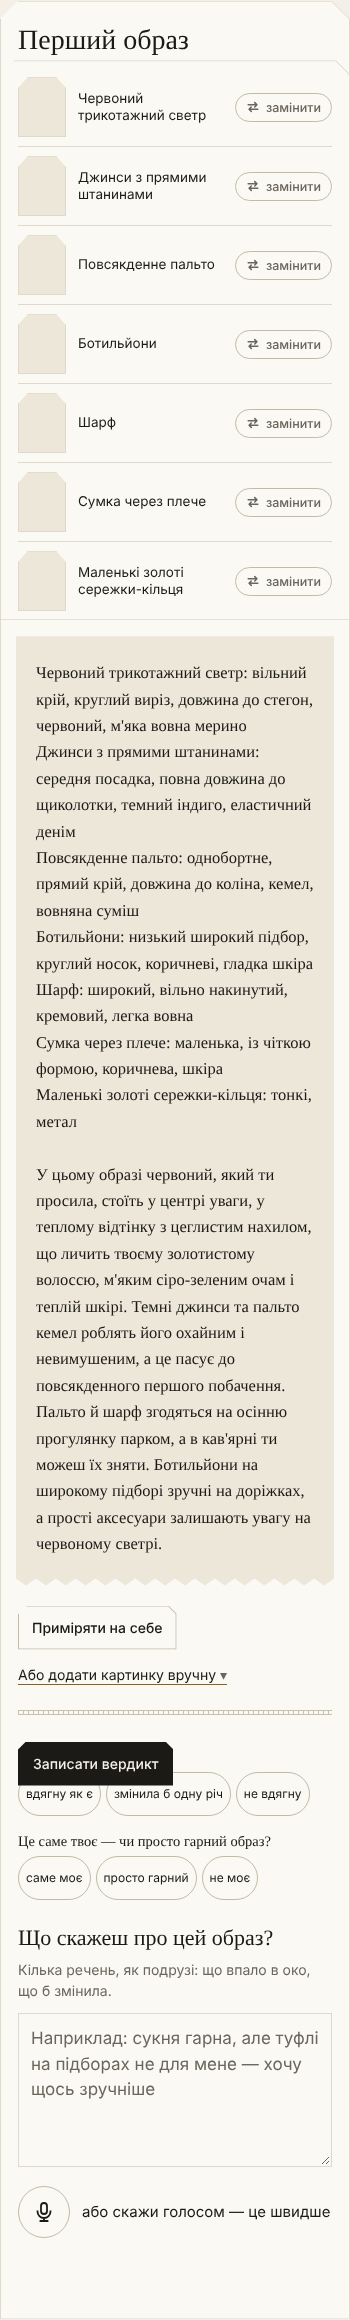 Перший образ
Червоний
трикотажний светр
замінити
Джинси з прямими
штанинами
замінити
Повсякденне пальто
замінити
Ботильйони
замінити
Шарф
замінити
Сумка через плече
замінити
Маленькі золоті
сережки-кільця
замінити
Червоний трикотажний светр: вільний
крій, круглий виріз, довжина до стегон,
червоний, м'яка вовна мерино
Джинси з прямими штанинами:
середня посадка, повна довжина до
щиколотки, темний індиго, еластичний
денім
Повсякденне пальто: однобортне,
прямий крій, довжина до коліна, кемел,
вовняна суміш
Ботильйони: низький широкий підбор,
круглий носок, коричневі, гладка шкіра
Шарф: широкий, вільно накинутий,
кремовий, легка вовна
Сумка через плече: маленька, із чіткою
формою, коричнева, шкіра
Маленькі золоті сережки-кільця: тонкі,
метал
У цьому образі червоний, який ти
просила, стоїть у центрі уваги, у
теплому відтінку з цеглистим нахилом,
що личить твоєму золотистому
волоссю, м'яким сіро-зеленим очам і
теплій шкірі. Темні джинси та пальто
кемел роблять його охайним і
невимушеним, а це пасує до
повсякденного першого побачення.
Пальто й шарф згодяться на осінню
прогулянку парком, а в кав'ярні ти
можеш їх зняти. Ботильйони на
широкому підборі зручні на доріжках,
а прості аксесуари залишають увагу на
червоному светрі.
Приміряти на себе
Або додати картинку вручну ▾
Записати вердикт
вдягну як є
змінила б одну річ
не вдягну
Це саме твоє — чи просто гарний образ?
саме моє
просто гарний
не моє
Що скажеш про цей образ?
Кілька речень, як подрузі: що впало в око,
що б змінила.
Наприклад: сукня гарна, але туфлі
на підборах не для мене — хочу
щось зручніше
або скажи голосом — це швидше